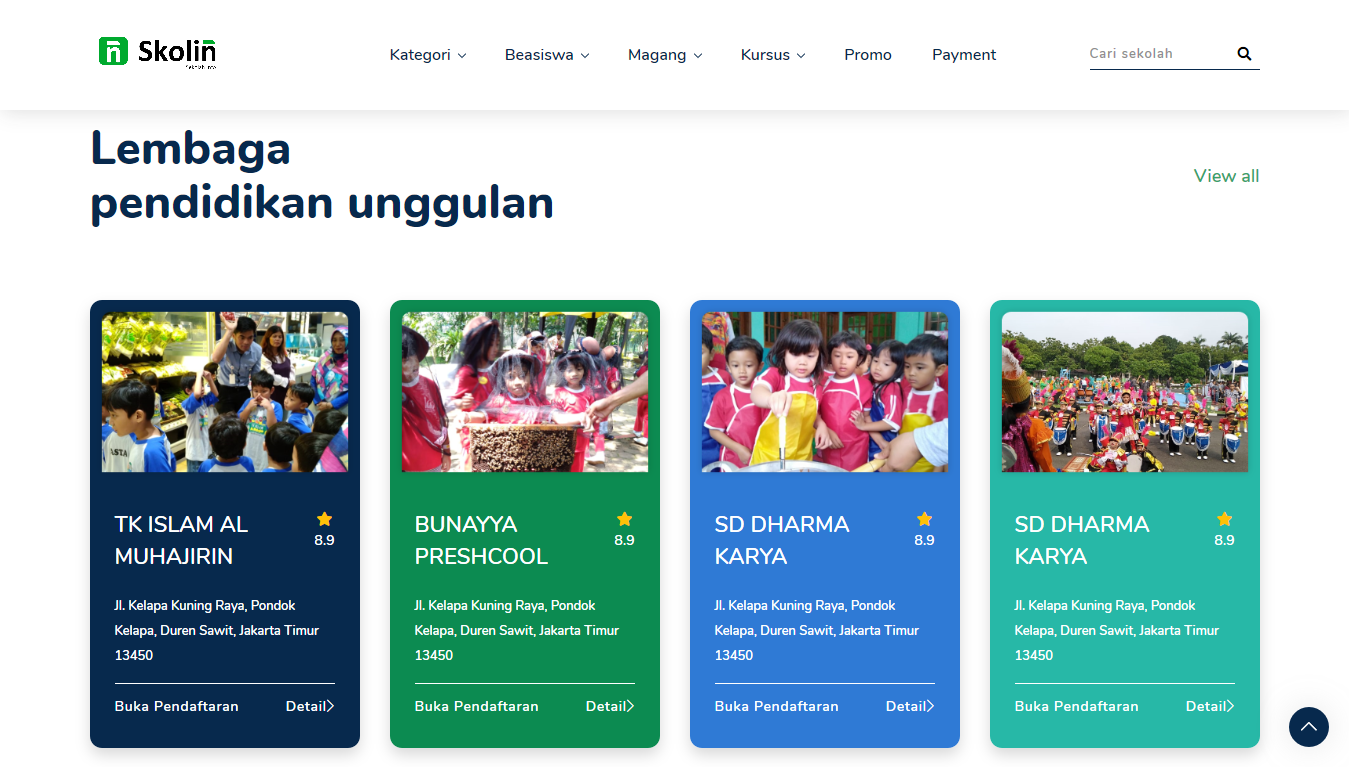 Skolin
Kategori
Beasiswa
Magang
Kursus
Promo
Payment
Cari sekolah
Lembaga
pendidikan unggulan
View all
TK ISLAM AL
MUHAJIRIN
8.9
Jl. Kelapa Kuning Raya, Pondok
Kelapa, Duren Sawit, Jakarta Timur
13450
Buka Pendaftaran
Detail
BUNAYYA
PRESHCOOL
8.9
Jl. Kelapa Kuning Raya, Pondok
Kelapa, Duren Sawit, Jakarta Timur
13450
Buka Pendaftaran
Detail
SD DHARMA
KARYA
8.9
Jl. Kelapa Kuning Raya, Pondok
Kelapa, Duren Sawit, Jakarta Timur
13450
Buka Pendaftaran
Detail
SD DHARMA
KARYA
8.9
Jl. Kelapa Kuning Raya, Pondok
Kelapa, Duren Sawit, Jakarta Timur
13450
Buka Pendaftaran
Detail